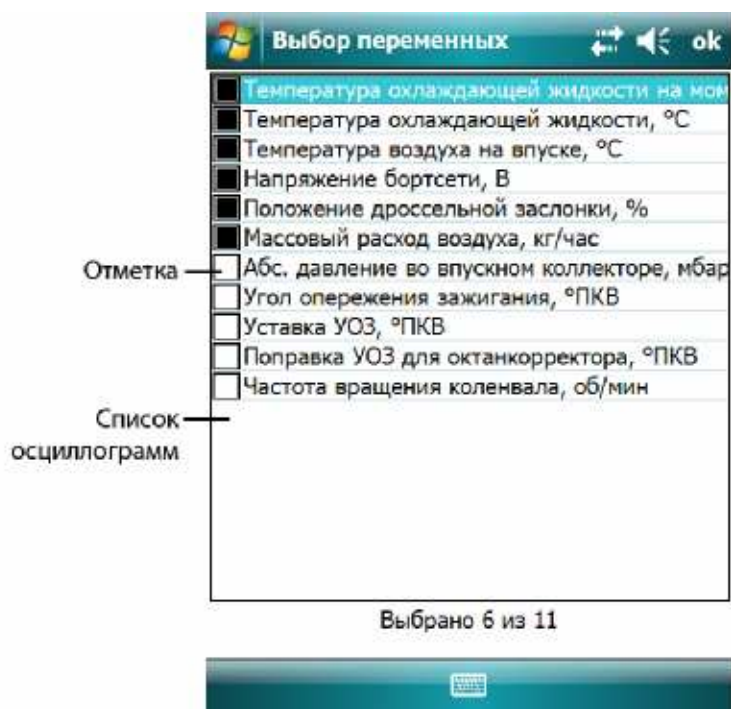 Выбор переменных ok
Температура охлаждающей жидкости на мом
Температура охлаждающей жидкости, °C
Температура воздуха на впуске, °C
Напряжение бортсети, В
Положение дроссельной заслонки, %
Массовый расход воздуха, кг/час
Отметка
Абс. давление во впускном коллекторе, мбар
Угол опережения зажигания, °ПКВ
Уставка УОЗ, °ПКВ
Поправка УОЗ для октанкорректора, °ПКВ
Частота вращения коленвала, об/мин
Список
осциллограмм
Выбрано 6 из 11